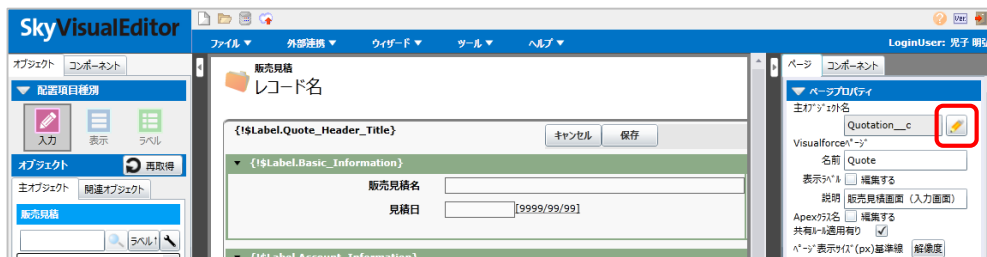 SkyVisualEditor
Ver.
ファイル ▼ 外部連携 ▼ ウィザード ▼ ツール ▼ ヘルプ ▼ LoginUser: 児子 明弘
オブジェクト コンポーネント
▼ 配置項目種別
入力 表示 ラベル
オブジェクト 再取得
主オブジェクト 関連オブジェクト
販売見積
ラベル↑
販売見積
レコード名
{!$Label.Quote_Header_Title} キャンセル 保存
▼ {!$Label.Basic_Information}
販売見積名
見積日 [9999/99/99]
▼ {!$Label.Account_Information}
ページ コンポーネント
▼ ページプロパティ
主オブジェクト名
Quotation__c
Visualforceページ
名前 Quote
表示ラベル 編集する
説明 販売見積画面（入力画面）
Apexクラス名 編集する
共有ルール適用有り
ページ表示サイズ(px)基準線 解像度